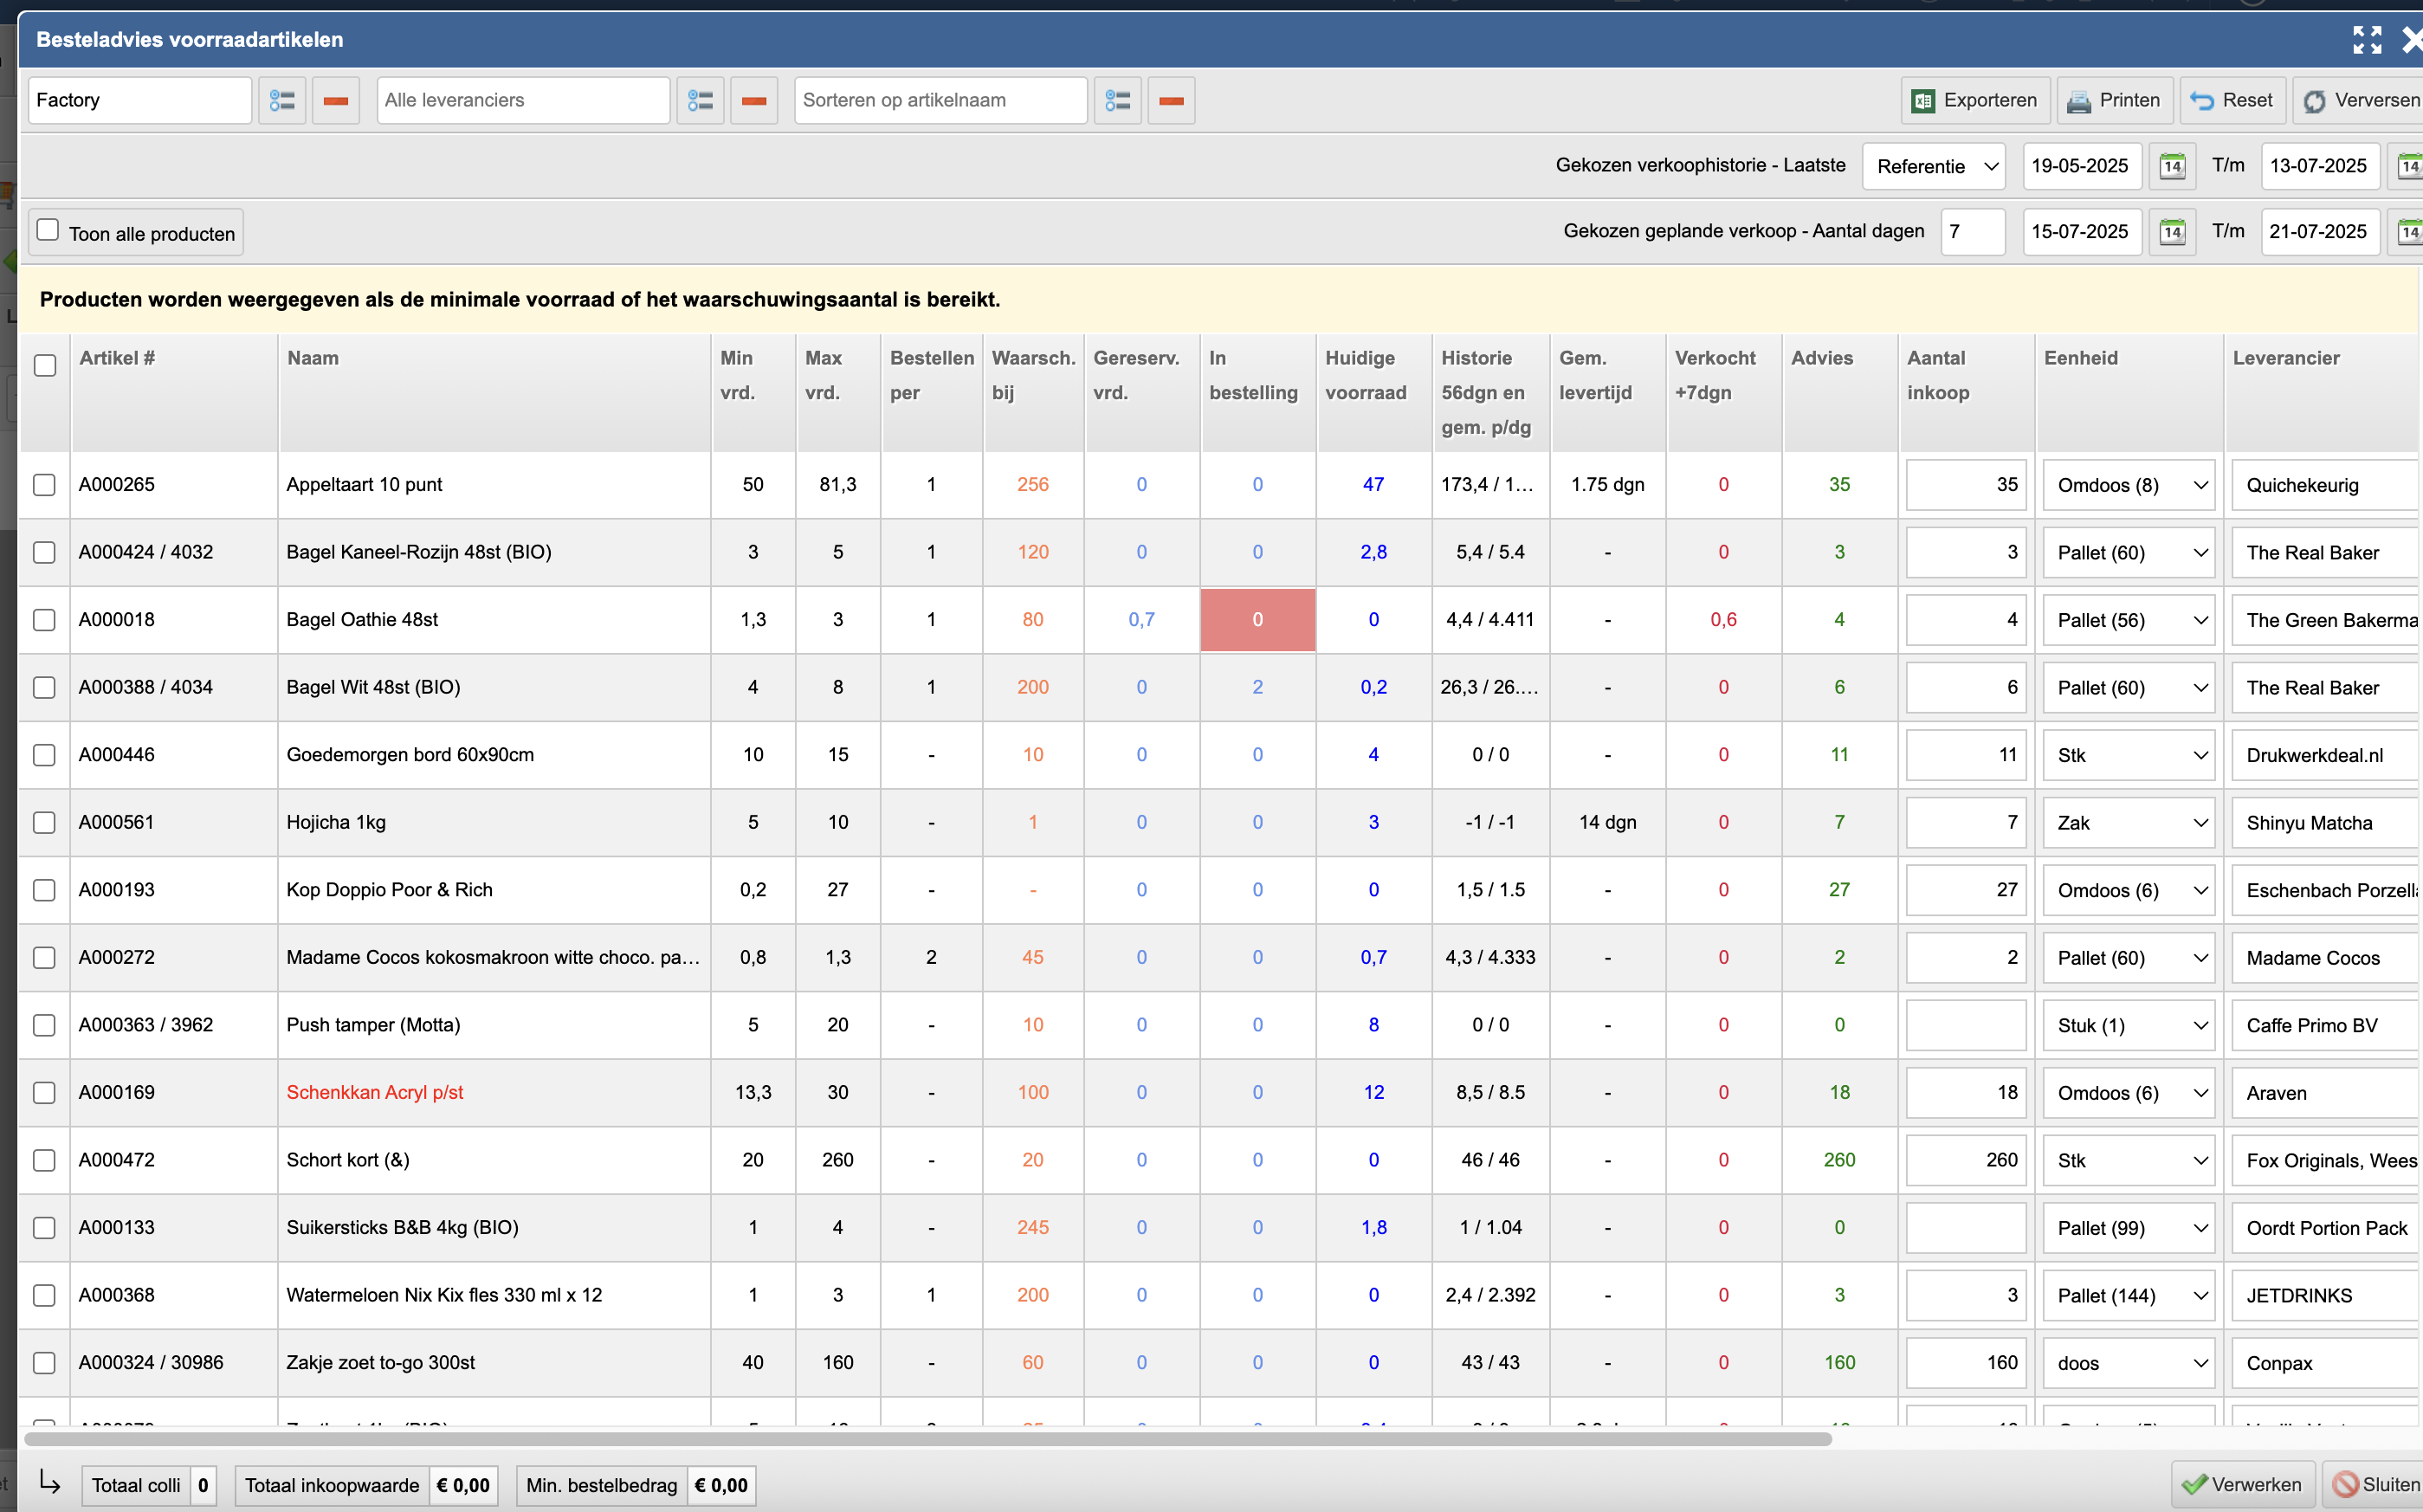 Besteladvies voorraadartikelen
Factory Alle leveranciers Sorteren op artikelnaam Exporteren Printen Reset Verversen
Gekozen verkoophistorie - Laatste Referentie 19-05-2025 14 T/m 13-07-2025 14
Toon alle producten Gekozen geplande verkoop - Aantal dagen 7 15-07-2025 14 T/m 21-07-2025 14
Producten worden weergegeven als de minimale voorraad of het waarschuwingsaantal is bereikt.
Artikel # Naam Min vrd. Max vrd. Bestellen per Waarsch. bij Gereserv. vrd. In bestelling Huidige voorraad Historie 56dgn en gem. p/dg Gem. levertijd Verkocht +7dgn Advies Aantal inkoop Eenheid Leverancier
A000265 Appeltaart 10 punt 50 81,3 1 256 0 0 47 173,4 / 1... 1.75 dgn 0 35 35 Omdoos (8) Quichekeurig
A000424 / 4032 Bagel Kaneel-Rozijn 48st (BIO) 3 5 1 120 0 0 2,8 5,4 / 5.4 - 0 3 3 Pallet (60) The Real Baker
A000018 Bagel Oathie 48st 1,3 3 1 80 0,7 0 0 4,4 / 4.411 - 0,6 4 4 Pallet (56) The Green Bakerma
A000388 / 4034 Bagel Wit 48st (BIO) 4 8 1 200 0 2 0,2 26,3 / 26.... - 0 6 6 Pallet (60) The Real Baker
A000446 Goedemorgen bord 60x90cm 10 15 - 10 0 0 4 0 / 0 - 0 11 11 Stk Drukwerkdeal.nl
A000561 Hojicha 1kg 5 10 - 1 0 0 3 -1 / -1 14 dgn 0 7 7 Zak Shinyu Matcha
A000193 Kop Doppio Poor & Rich 0,2 27 - - 0 0 0 1,5 / 1.5 - 0 27 27 Omdoos (6) Eschenbach Porzella
A000272 Madame Cocos kokosmakroon witte choco. pa... 0,8 1,3 2 45 0 0 0,7 4,3 / 4.333 - 0 2 2 Pallet (60) Madame Cocos
A000363 / 3962 Push tamper (Motta) 5 20 - 10 0 0 8 0 / 0 - 0 0 Stuk (1) Caffe Primo BV
A000169 Schenkkan Acryl p/st 13,3 30 - 100 0 0 12 8,5 / 8.5 - 0 18 18 Omdoos (6) Araven
A000472 Schort kort (&) 20 260 - 20 0 0 0 46 / 46 - 0 260 260 Stk Fox Originals, Wees
A000133 Suikersticks B&B 4kg (BIO) 1 4 - 245 0 0 1,8 1 / 1.04 - 0 0 Pallet (99) Oordt Portion Pack
A000368 Watermeloen Nix Kix fles 330 ml x 12 1 3 1 200 0 0 0 2,4 / 2.392 - 0 3 3 Pallet (144) JETDRINKS
A000324 / 30986 Zakje zoet to-go 300st 40 160 - 60 0 0 0 43 / 43 - 0 160 160 doos Conpax
Totaal colli 0 Totaal inkoopwaarde € 0,00 Min. bestelbedrag € 0,00 Verwerken Sluiten